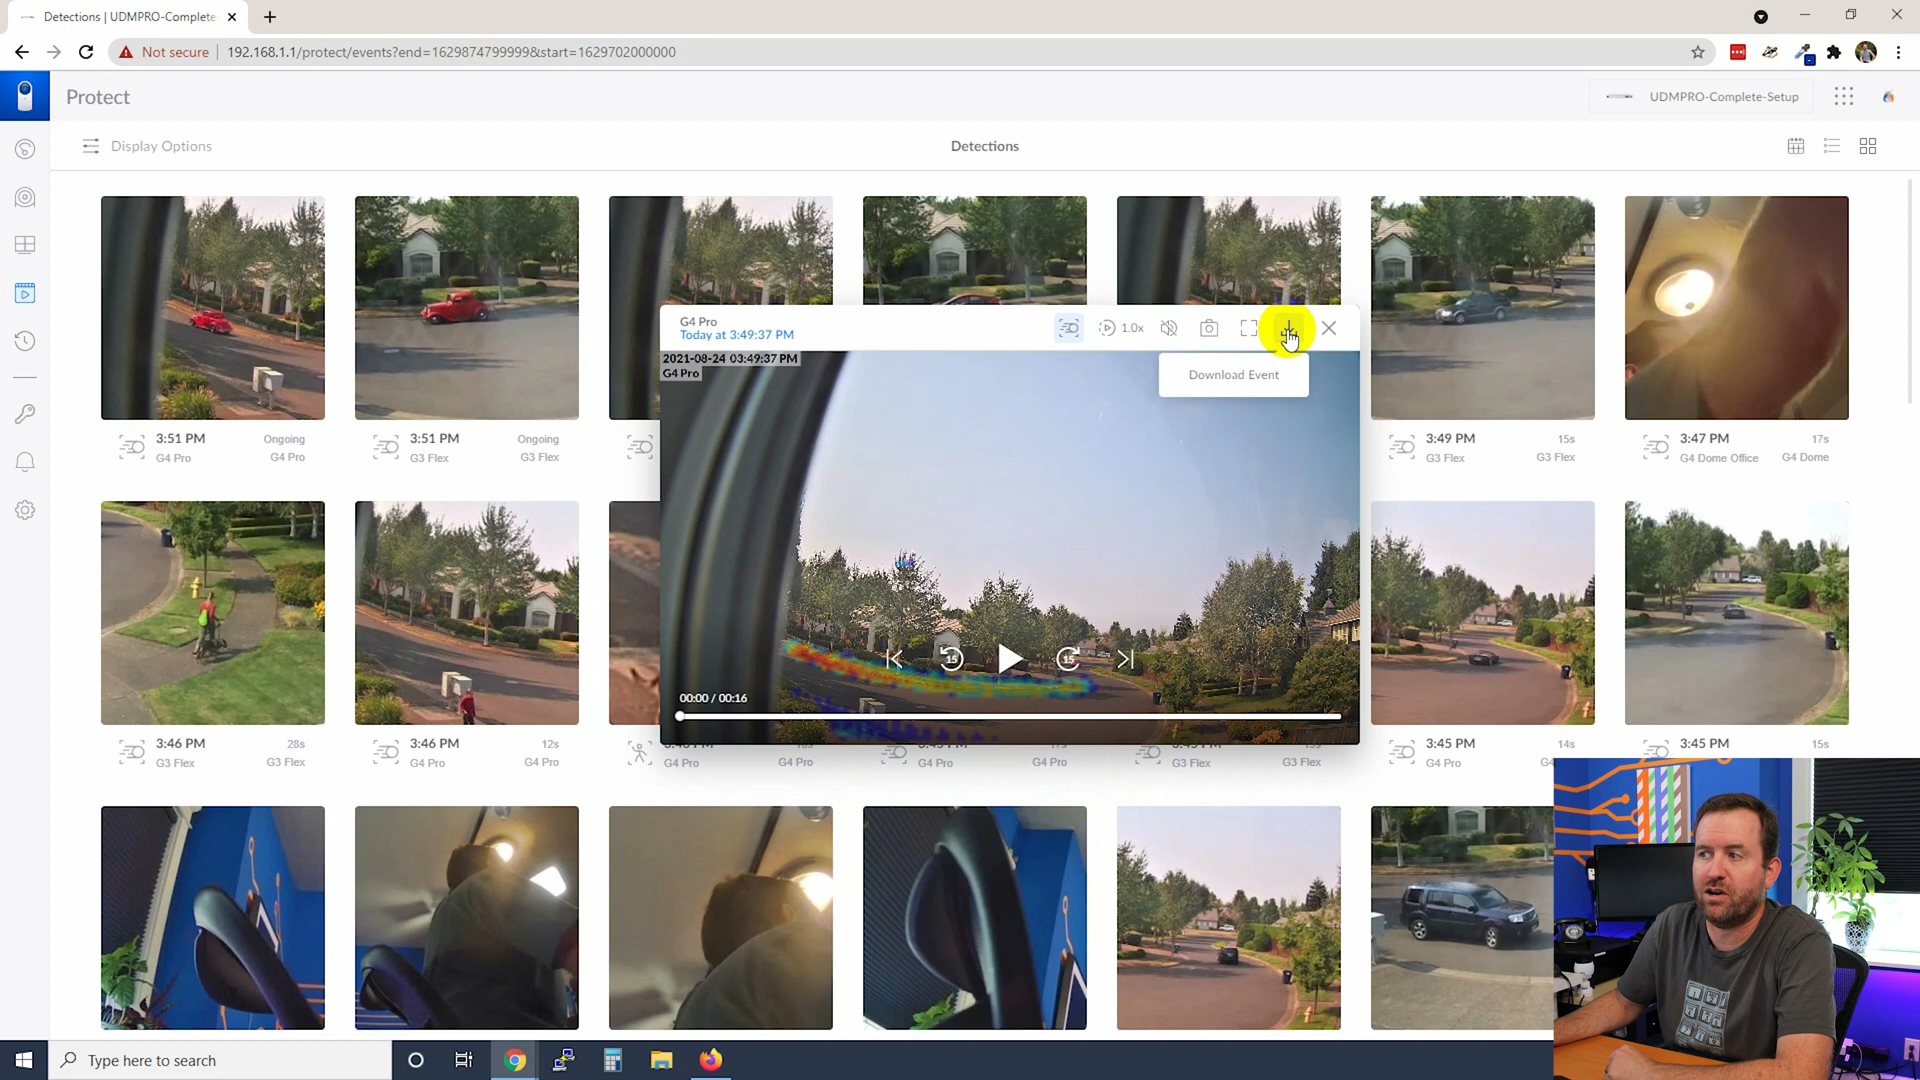 Detections | UDMPRO-Complete
Not secure
192.168.1.1/protect/events?end=1629874799999&start=1629702000000
Protect
UDMPRO-Complete-Setup
Display Options
Detections
G4 Pro
Today at 3:49:37 PM
1.0x
2021-08-24 03:49:37 PM
G4 Pro
Download Event
15
15
00:00 / 00:16
3:51 PM
Ongoing
G4 Pro
G4 Pro
3:51 PM
Ongoing
G3 Flex
G3 Flex
3:49 PM
15s
G3 Flex
G3 Flex
3:47 PM
17s
G4 Dome Office
G4 Dome
3:46 PM
28s
G3 Flex
G3 Flex
3:46 PM
12s
G4 Pro
G4 Pro
G4 Pro
G4 Pro
G4 Pro
G4 Pro
G3 Flex
G3 Flex
3:45 PM
14s
G4 Pro
3:45 PM
15s
Type here to search